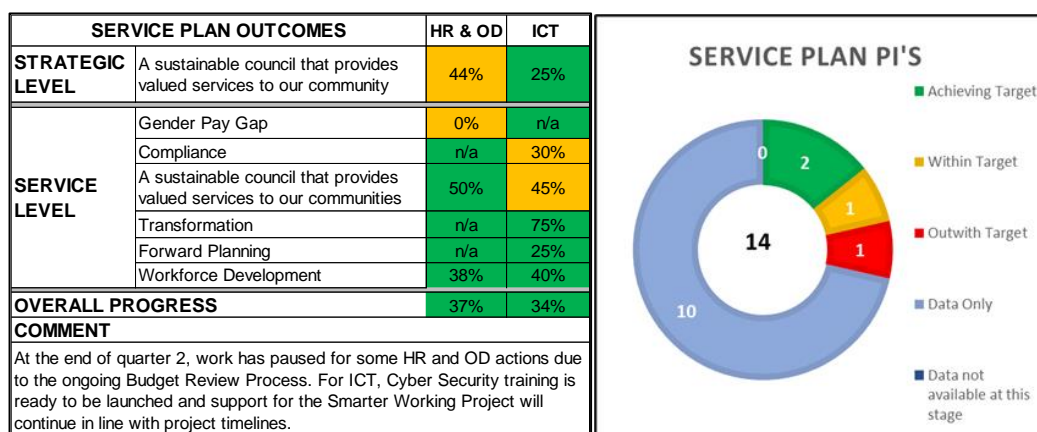 SERVICE PLAN OUTCOMES HR & OD ICT
STRATEGIC LEVEL A sustainable council that provides valued services to our community 44% 25%
SERVICE LEVEL
Gender Pay Gap 0% n/a
Compliance n/a 30%
A sustainable council that provides valued services to our communities 50% 45%
Transformation n/a 75%
Forward Planning n/a 25%
Workforce Development 38% 40%
OVERALL PROGRESS 37% 34%
COMMENT
At the end of quarter 2, work has paused for some HR and OD actions due
to the ongoing Budget Review Process. For ICT, Cyber Security training is
ready to be launched and support for the Smarter Working Project will
continue in line with project timelines.
SERVICE PLAN PI'S
0
2
1
1
10
14
Achieving Target
Within Target
Outwith Target
Data Only
Data not
available at this
stage